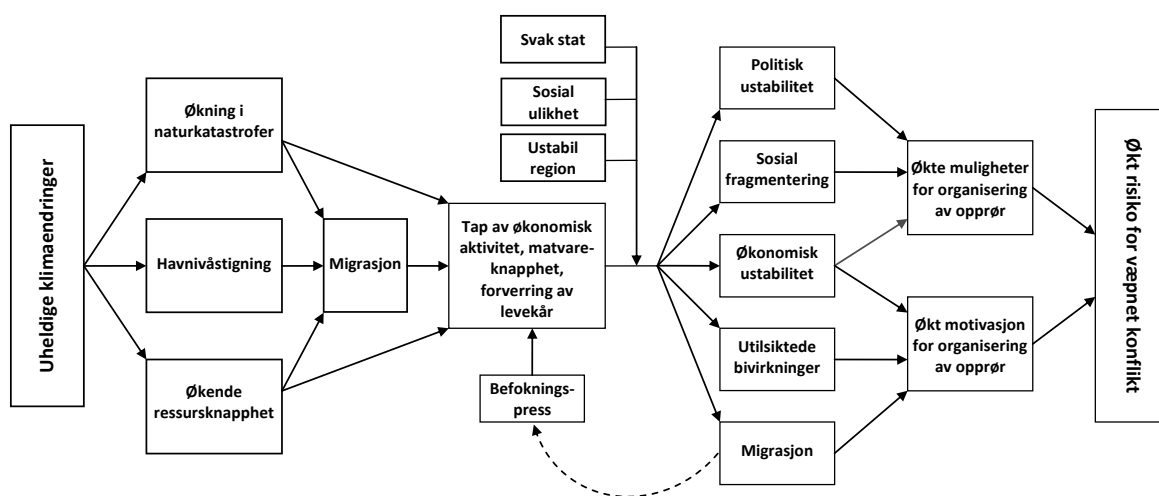 Uheldige klimaendringer
Økning i
naturkatastrofer
Havnivåstigning
Økende
ressursknapphet
Migrasjon
Tap av økonomisk
aktivitet, matvare-
knapphet,
forverring av
levekår
Befoknings-
press
Svak stat
Sosial
ulikhet
Ustabil
region
Politisk
ustabilitet
Sosial
fragmentering
Økonomisk
ustabilitet
Utilsiktede
bivirkninger
Migrasjon
Økte muligheter
for organisering
av opprør
Økt motivasjon
for organisering
av opprør
Økt risiko for væpnet konflikt